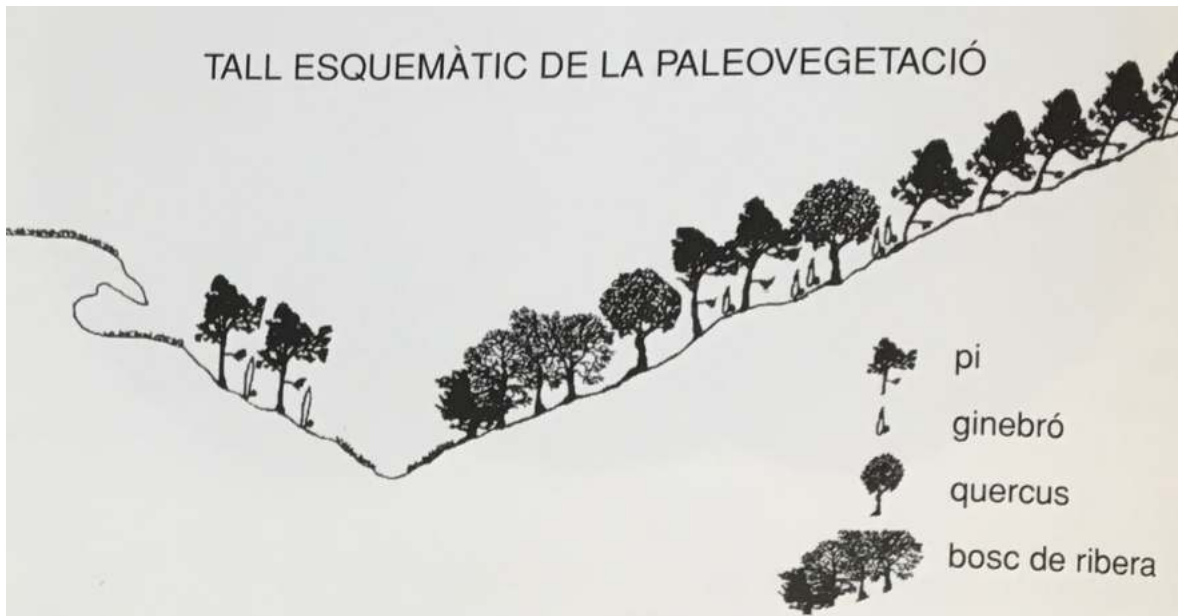 TALL ESQUEMÀTIC DE LA PALEOVEGETACIÓ
pi
ginebró
quercus
bosc de ribera